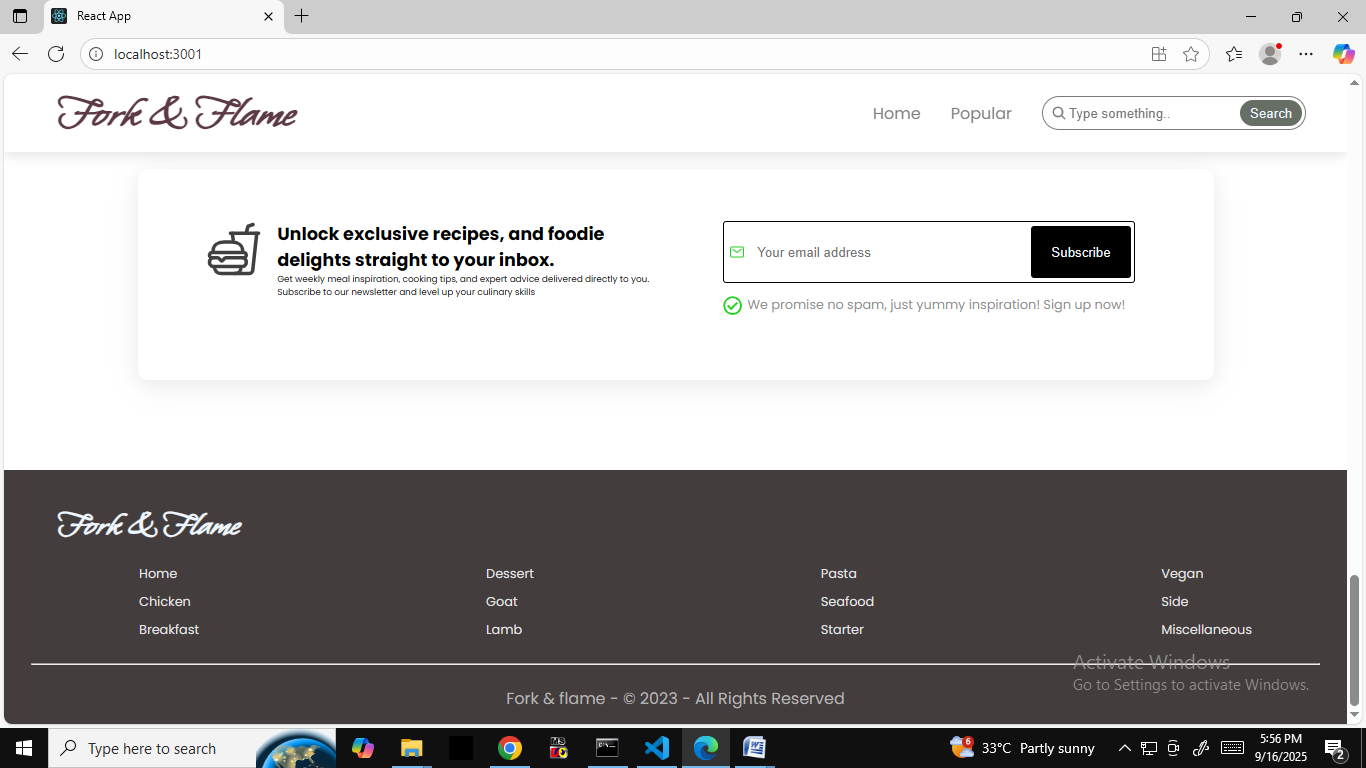 React App
localhost:3001
Fork & Flame
Home
Popular
Type something..
Search
Unlock exclusive recipes, and foodie
delights straight to your inbox.
Get weekly meal inspiration, cooking tips, and expert advice delivered directly to you.
Subscribe to our newsletter and level up your culinary skills
Your email address
Subscribe
We promise no spam, just yummy inspiration! Sign up now!
Fork & Flame
Home
Dessert
Pasta
Vegan
Chicken
Goat
Seafood
Side
Breakfast
Lamb
Starter
Miscellaneous
Activate Windows
Go to Settings to activate Windows.
Fork & flame - © 2023 - All Rights Reserved
Type here to search
6
33°C Partly sunny
5:56 PM
9/16/2025
2